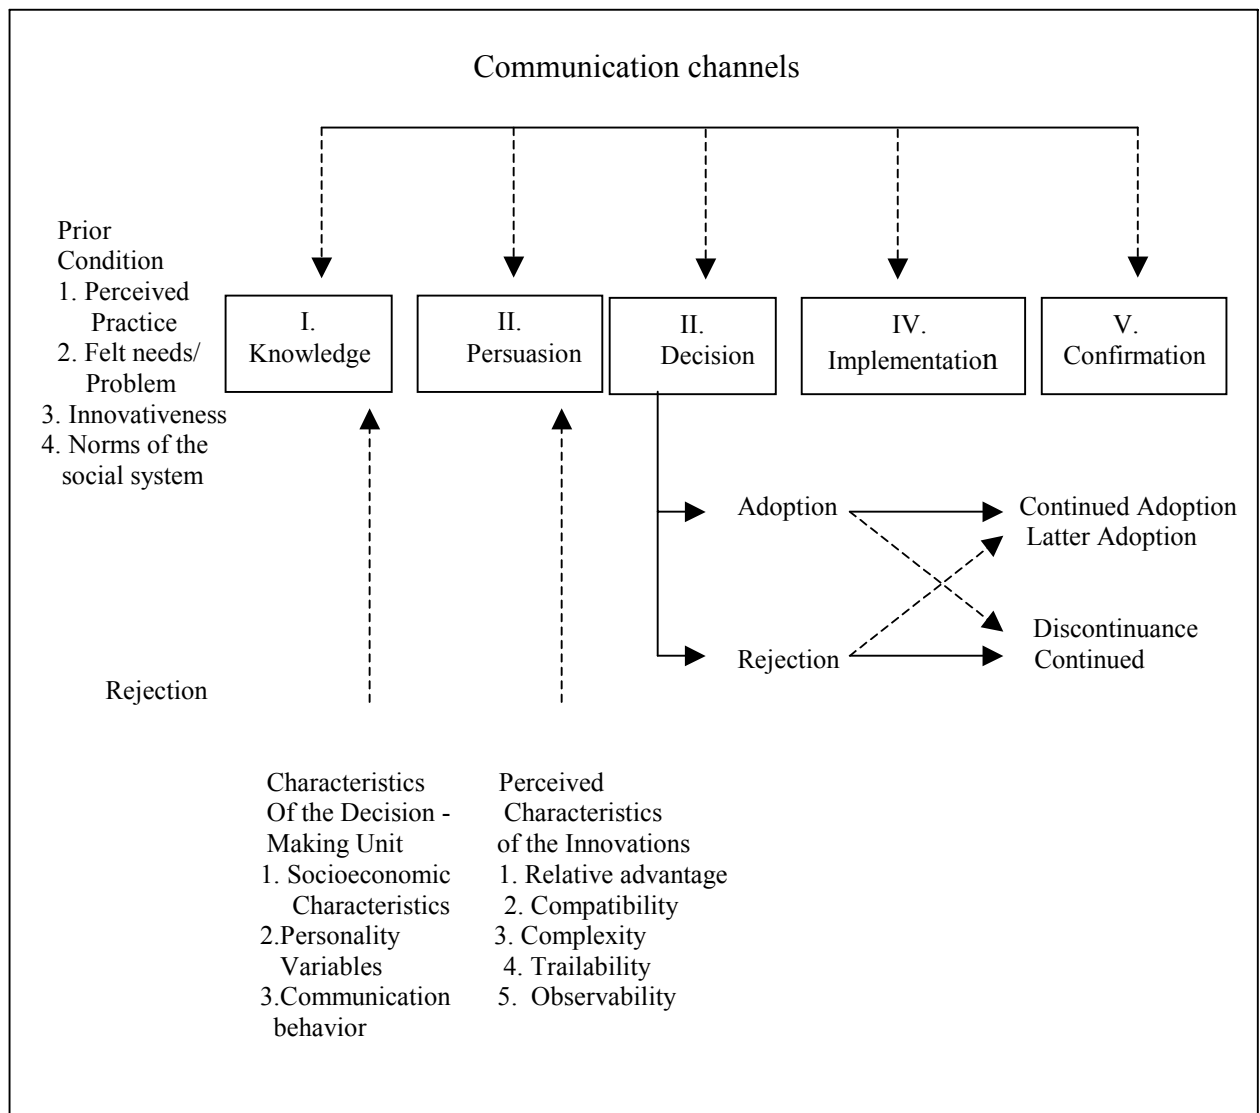 Communication channels
Prior
Condition
1. Perceived
Practice
2. Felt needs/
Problem
3. Innovativeness
4. Norms of the
social system
I.
Knowledge
II.
Persuasion
II.
Decision
IV.
Implementation
V.
Confirmation
Adoption
Continued Adoption
Latter Adoption
Rejection
Discontinuance
Continued
Rejection
Characteristics
Of the Decision -
Making Unit
1. Socioeconomic
Characteristics
2.Personality
Variables
3.Communication
behavior
Perceived
Characteristics
of the Innovations
1. Relative advantage
2. Compatibility
3. Complexity
4. Trailability
5. Observability